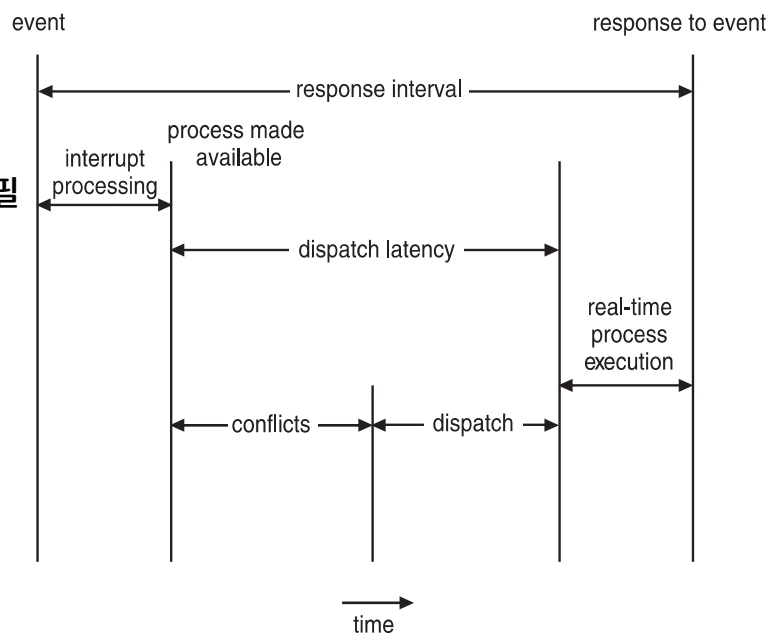 event
response to event
response interval
process made
available
interrupt
processing
필
dispatch latency
real-time
process
execution
conflicts
dispatch
time